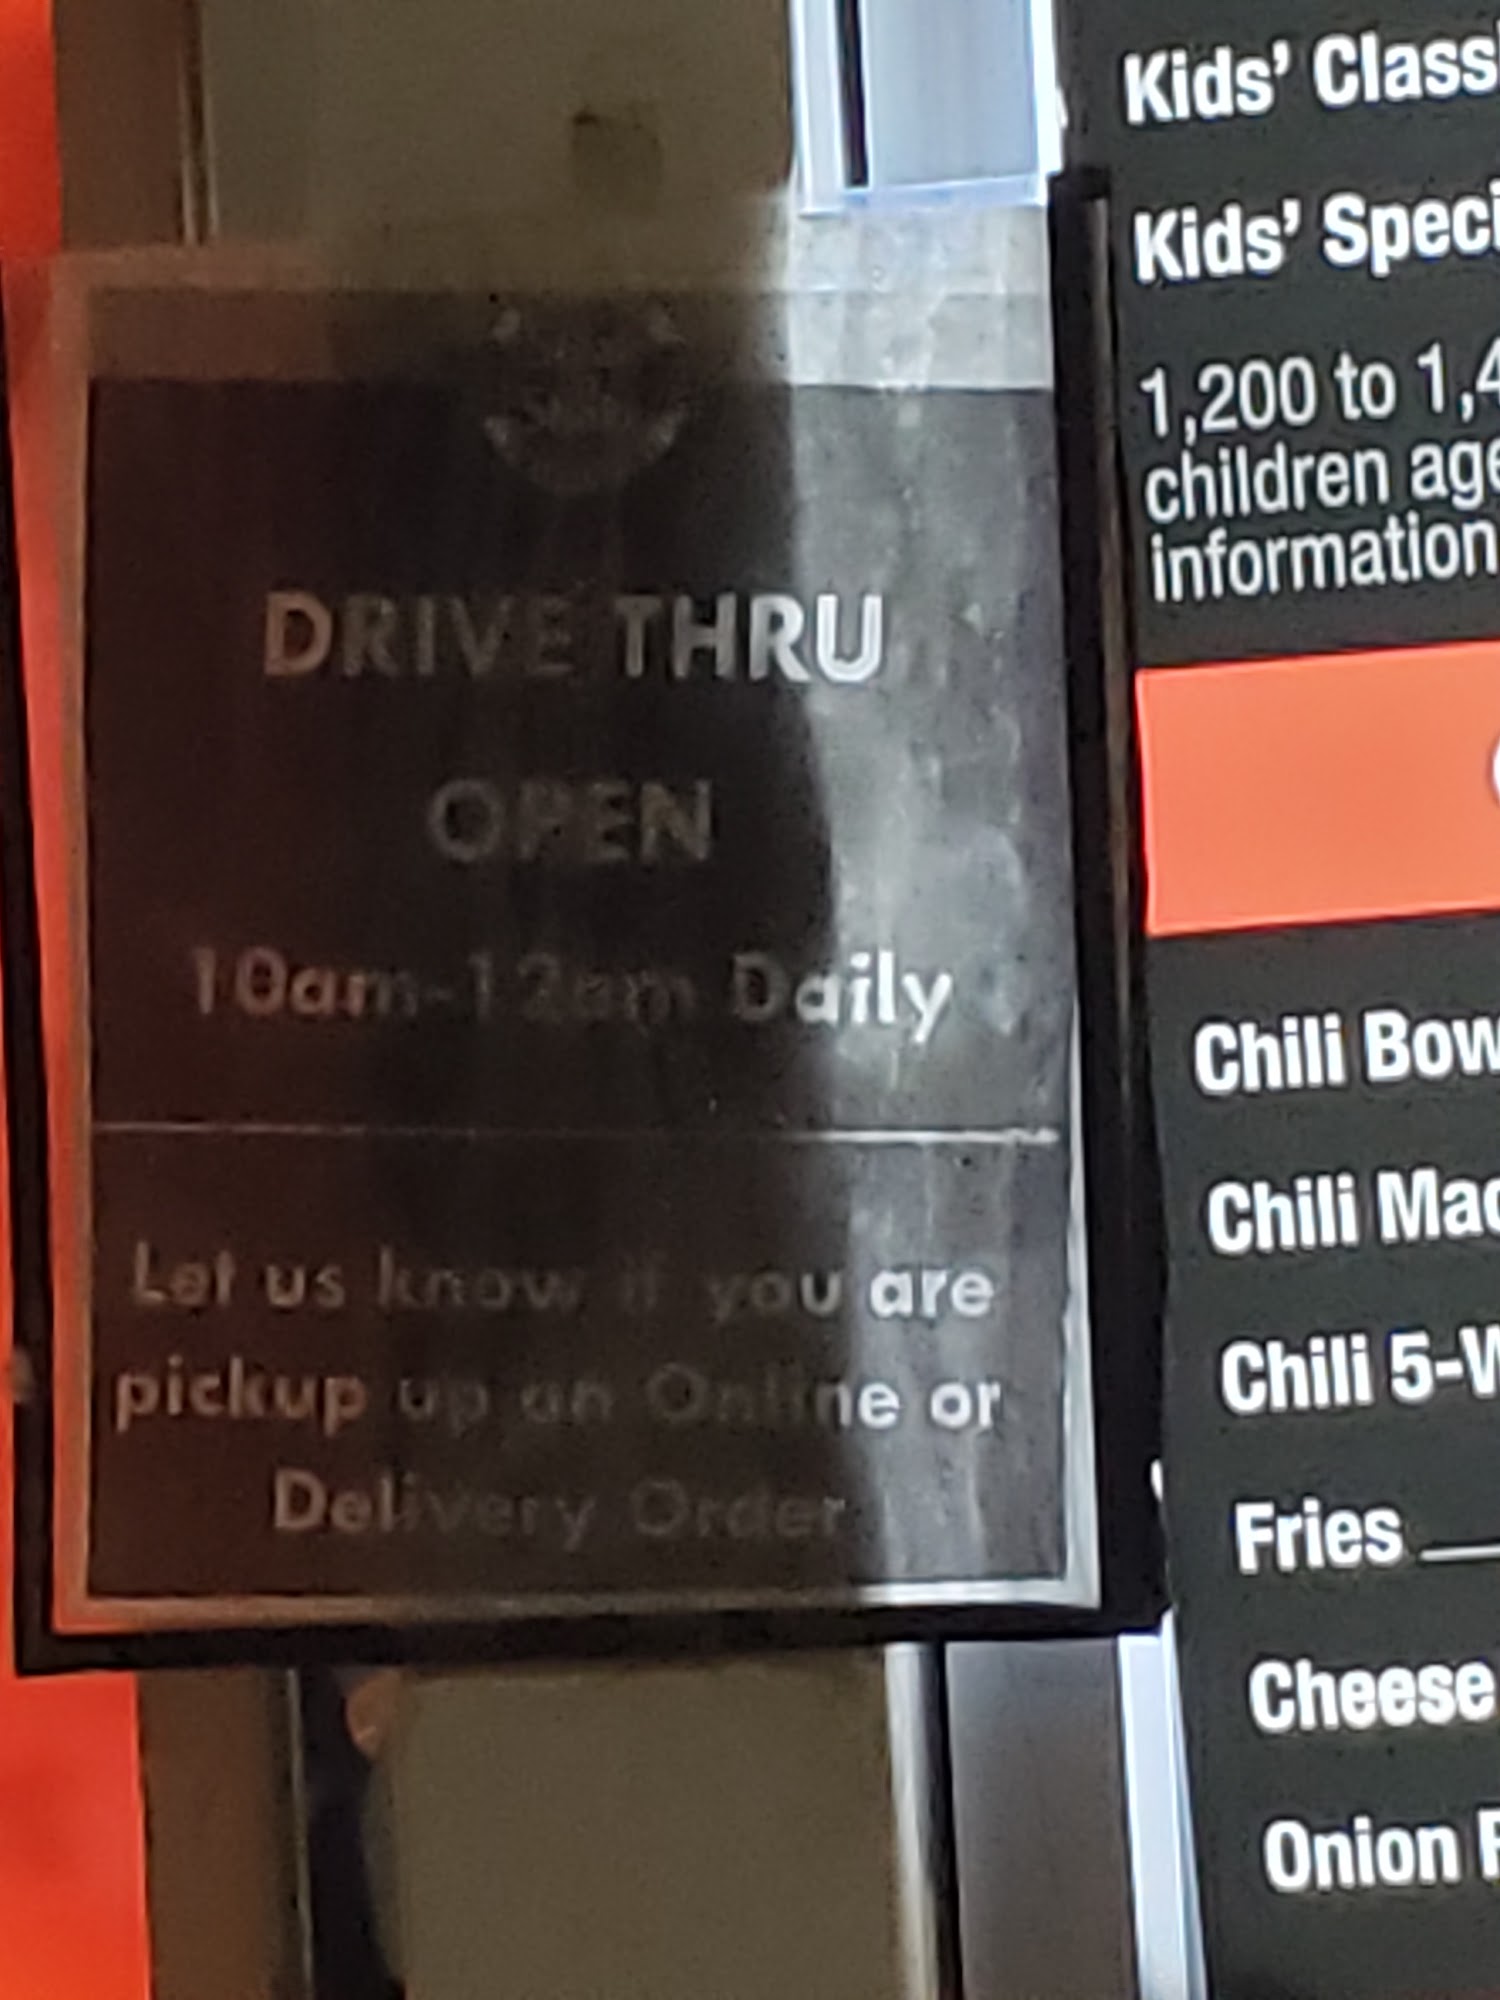 DRIVE THRU
OPEN
10am-12am Daily
Let us know if you are
pickup up an Online or
Delivery Order
Kids' Class
Kids' Speci
1,200 to 1,4
children age
information
Chili Bow
Chili Mac
Chili 5-W
Fries
Cheese
Onion R